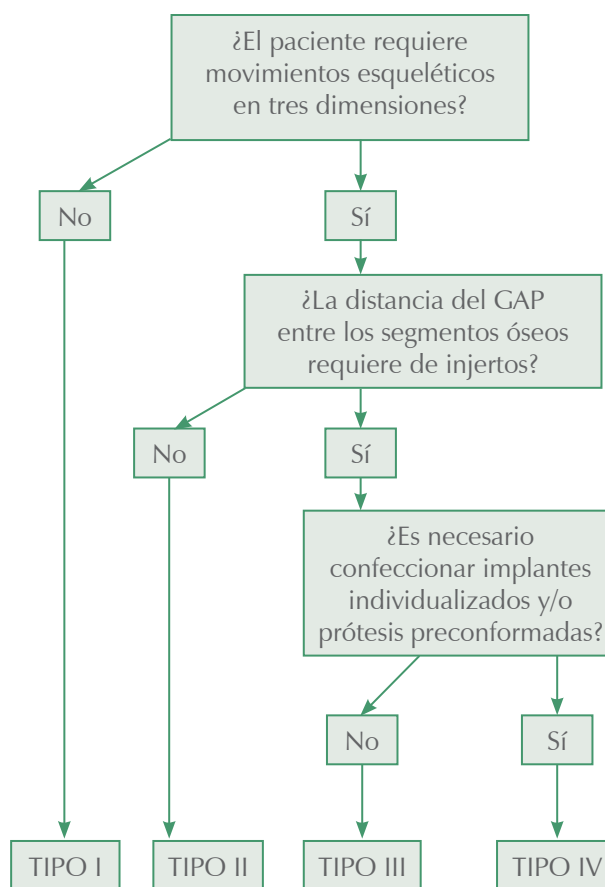 ¿El paciente requiere
movimientos esqueléticos
en tres dimensiones?
No
Sí
¿La distancia del GAP
entre los segmentos óseos
requiere de injertos?
No
Sí
¿Es necesario
confeccionar implantes
individualizados y/o
prótesis preconformadas?
No
Sí
TIPO I
TIPO II
TIPO III
TIPO IV